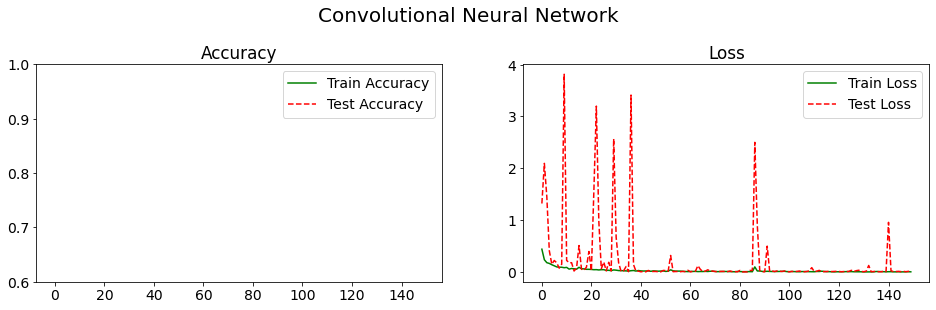 Convolutional Neural Network
Accuracy
1.0
0.9
0.8
0.7
0.6
0 20 40 60 80 100 120 140
Train Accuracy
Test Accuracy
Loss
4
3
2
1
0
0 20 40 60 80 100 120 140
Train Loss
Test Loss